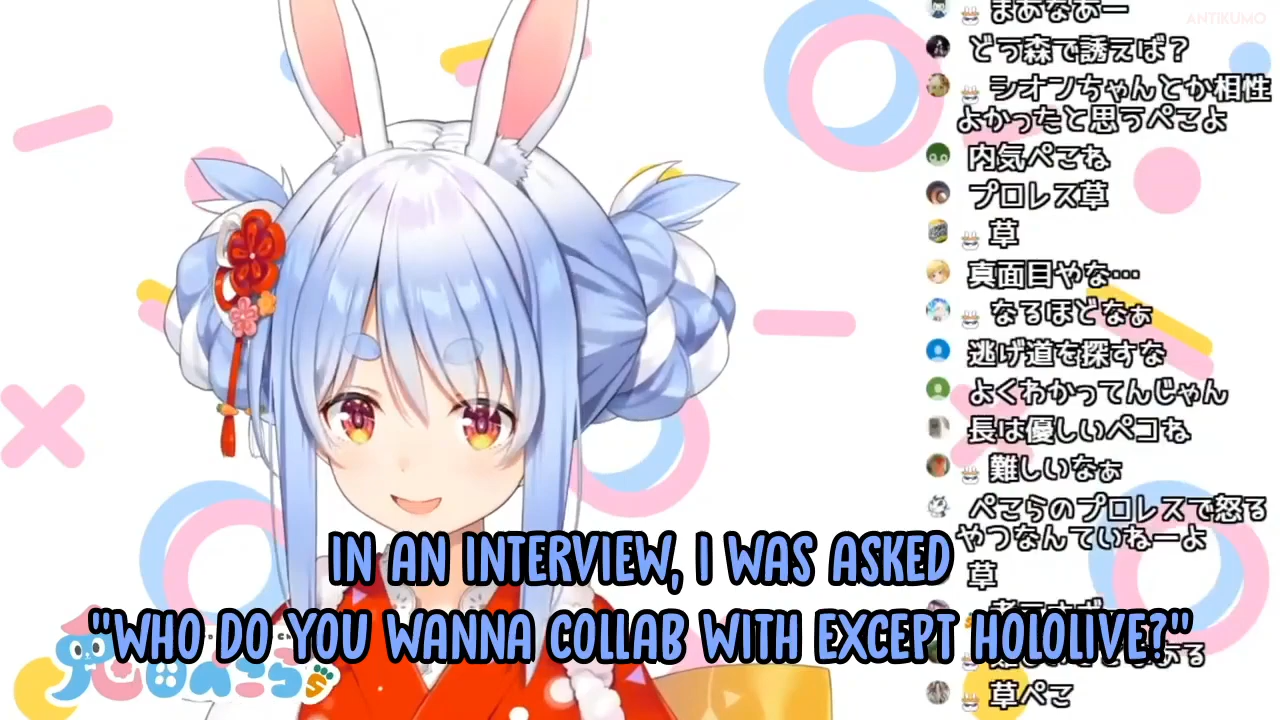 ANTIKUMO
まあなあー
どう森で誘えば？
シオンちゃんとか相性
よかったと思うぺこよ
内気ぺこね
プロレス草
草
真面目やな…
なるほどなぁ
逃げ道を探すな
よくわかってんじゃん
長は優しいペコね
難しいなぁ
ぺこらのプロレスで怒る
やつなんていねーよ
草
草ぺこ
IN AN INTERVIEW, I WAS ASKED
"WHO DO YOU WANNA COLLAB WITH EXCEPT HOLOLIVE?"